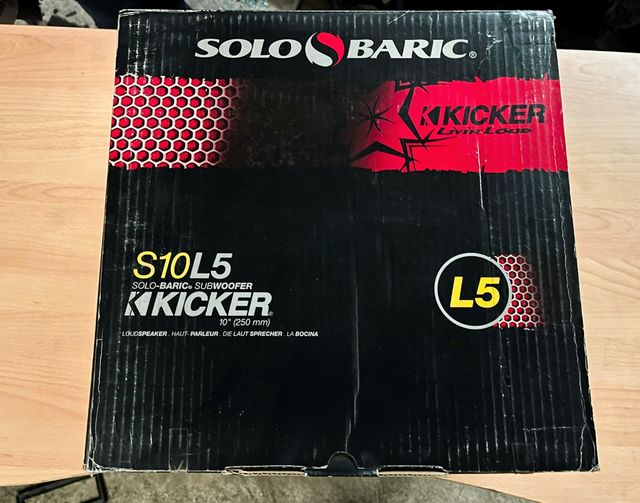 SOLO BARIC®
KICKER
LIVIN' LOUD
S10L5
SOLO-BARIC® SUBWOOFER
KICKER®
10" (250 mm)
LOUDSPEAKER . HAUT- PARLEUR . DIE LAUT SPRECHER . LA BOCINA
L5